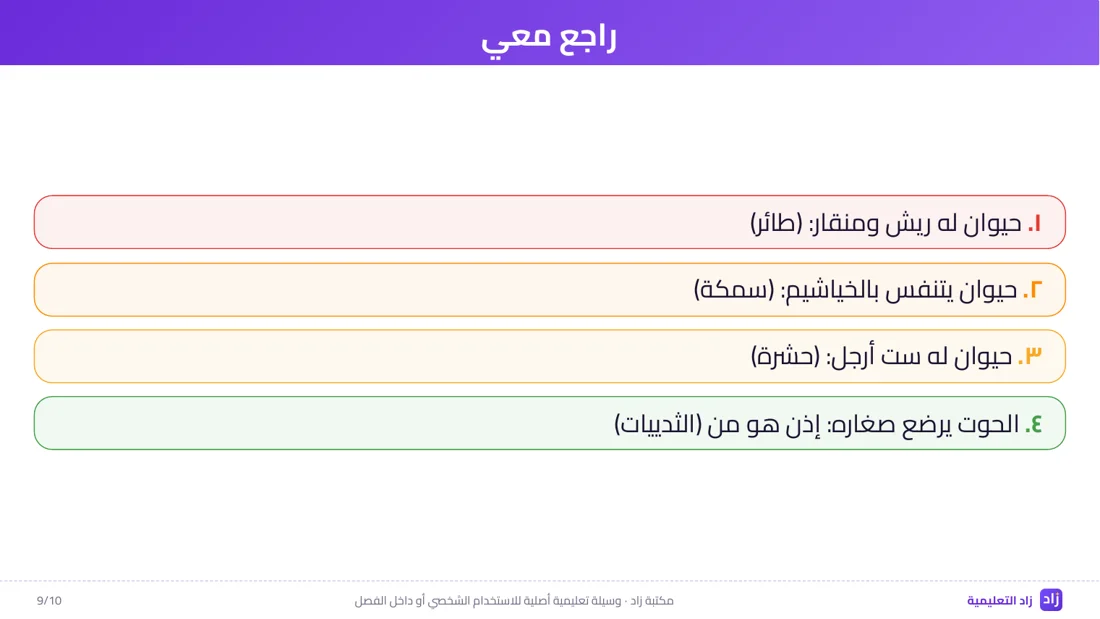 راجع معي
١. حيوان له ريش ومنقار: (طائر)
٢. حيوان يتنفس بالخياشيم: (سمكة)
٣. حيوان له ست أرجل: (حشرة)
٤. الحوت يرضع صغاره: إذن هو من (الثدييات)
زاد زاد التعليمية
مكتبة زاد · وسيلة تعليمية أصلية للاستخدام الشخصي أو داخل الفصل
9/10